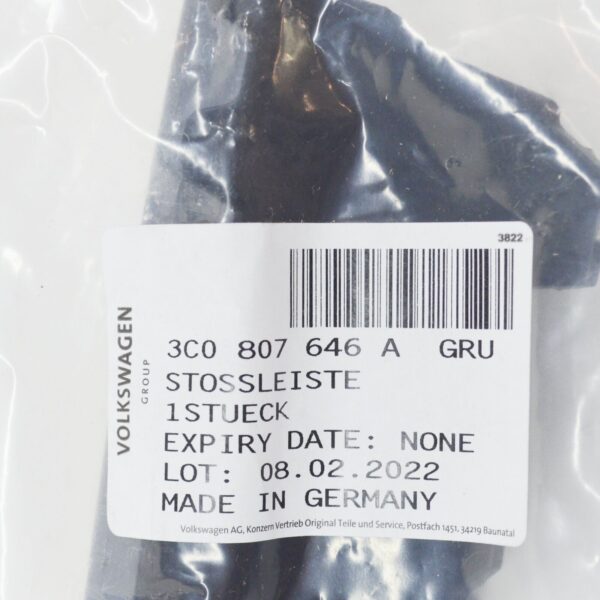 3822
VOLKSWAGEN
GROUP
3C0 807 646 A GRU
STOSSLEISTE
1STUECK
EXPIRY DATE: NONE
LOT: 08.02.2022
MADE IN GERMANY
Volkswagen AG, Konzern Vertrieb Original Teile und Service, Postfach 1451, 34219 Baunatal